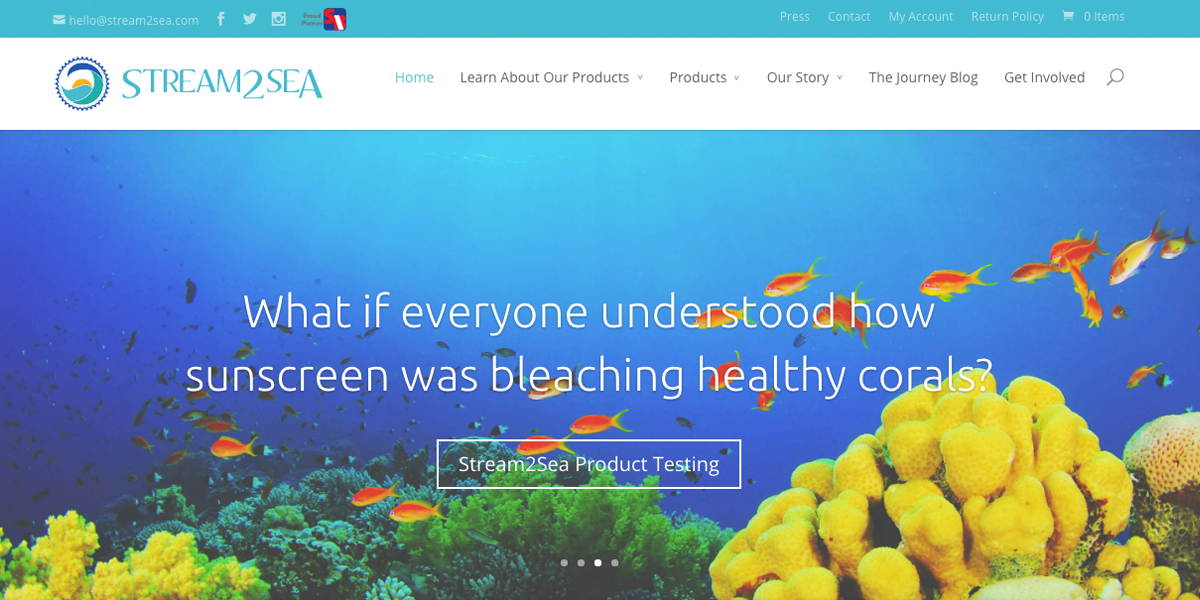 hello@stream2sea.com
Proud
Partner
Press Contact My Account Return Policy 0 Items
STREAM2SEA
Home Learn About Our Products Products Our Story The Journey Blog Get Involved
What if everyone understood how
sunscreen was bleaching healthy corals?
Stream2Sea Product Testing